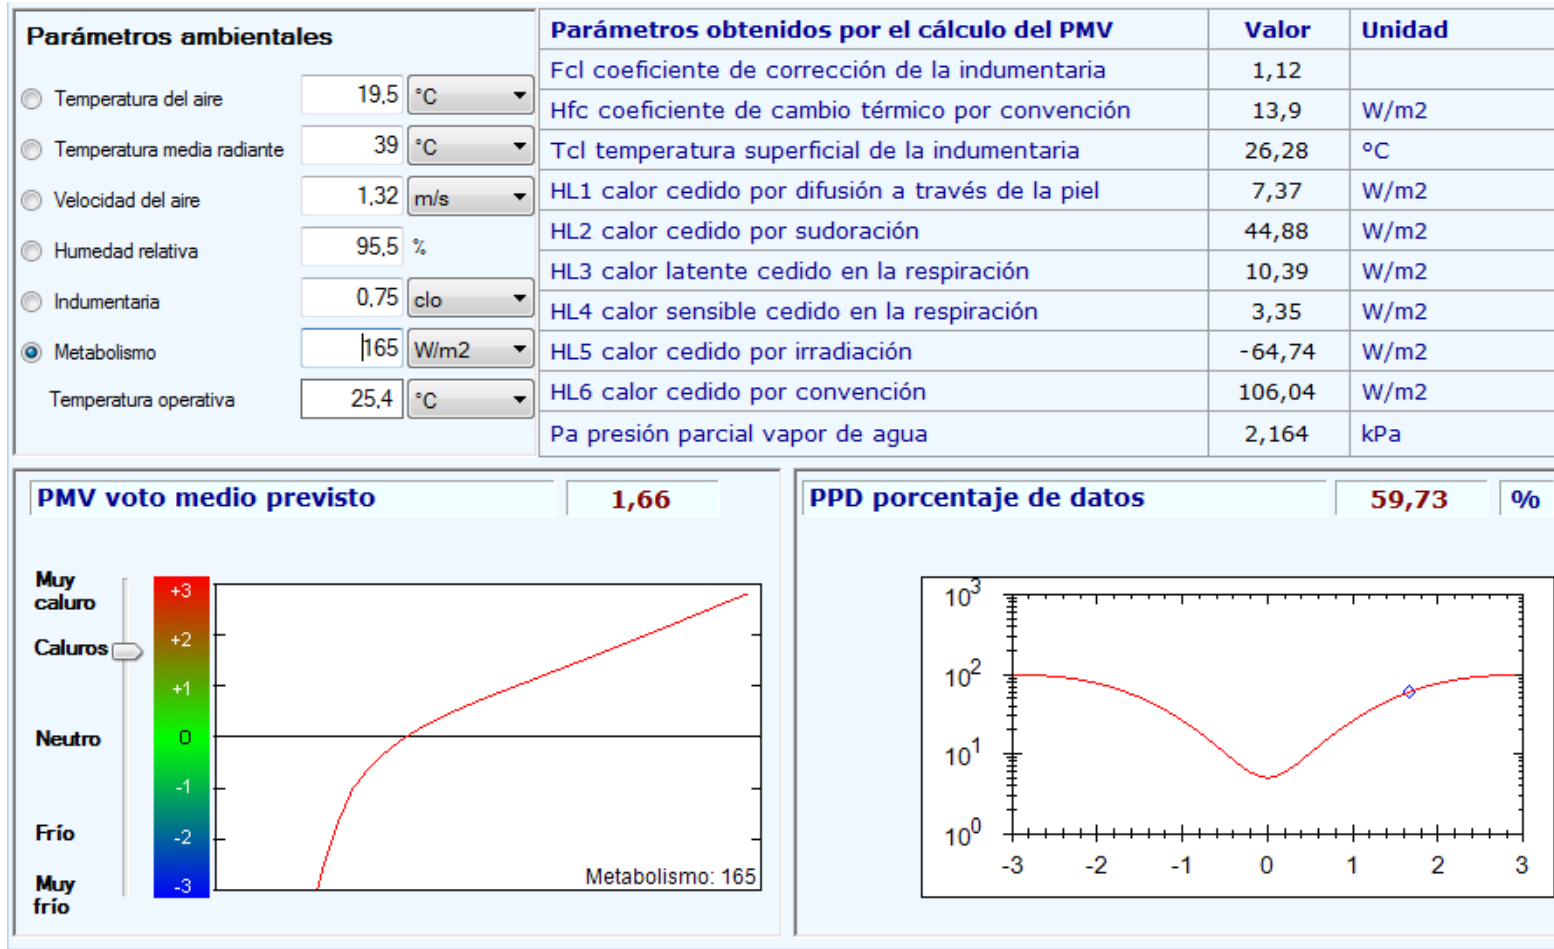 Parámetros ambientales
Temperatura del aire 19,5 °C
Temperatura media radiante 39 °C
Velocidad del aire 1,32 m/s
Humedad relativa 95,5 %
Indumentaria 0,75 clo
Metabolismo 165 W/m2
Temperatura operativa 25,4 °C
Parámetros obtenidos por el cálculo del PMV Valor Unidad
Fcl coeficiente de corrección de la indumentaria 1,12
Hfc coeficiente de cambio térmico por convención 13,9 W/m2
Tcl temperatura superficial de la indumentaria 26,28 °C
HL1 calor cedido por difusión a través de la piel 7,37 W/m2
HL2 calor cedido por sudoración 44,88 W/m2
HL3 calor latente cedido en la respiración 10,39 W/m2
HL4 calor sensible cedido en la respiración 3,35 W/m2
HL5 calor cedido por irradiación -64,74 W/m2
HL6 calor cedido por convención 106,04 W/m2
Pa presión parcial vapor de agua 2,164 kPa
PMV voto medio previsto 1,66
Muy
caluro
Caluros
Neutro
Frío
Muy
frío
+3
+2
+1
0
-1
-2
-3
Metabolismo: 165
PPD porcentaje de datos 59,73 %
10³
10²
10¹
10⁰
-3 -2 -1 0 1 2 3